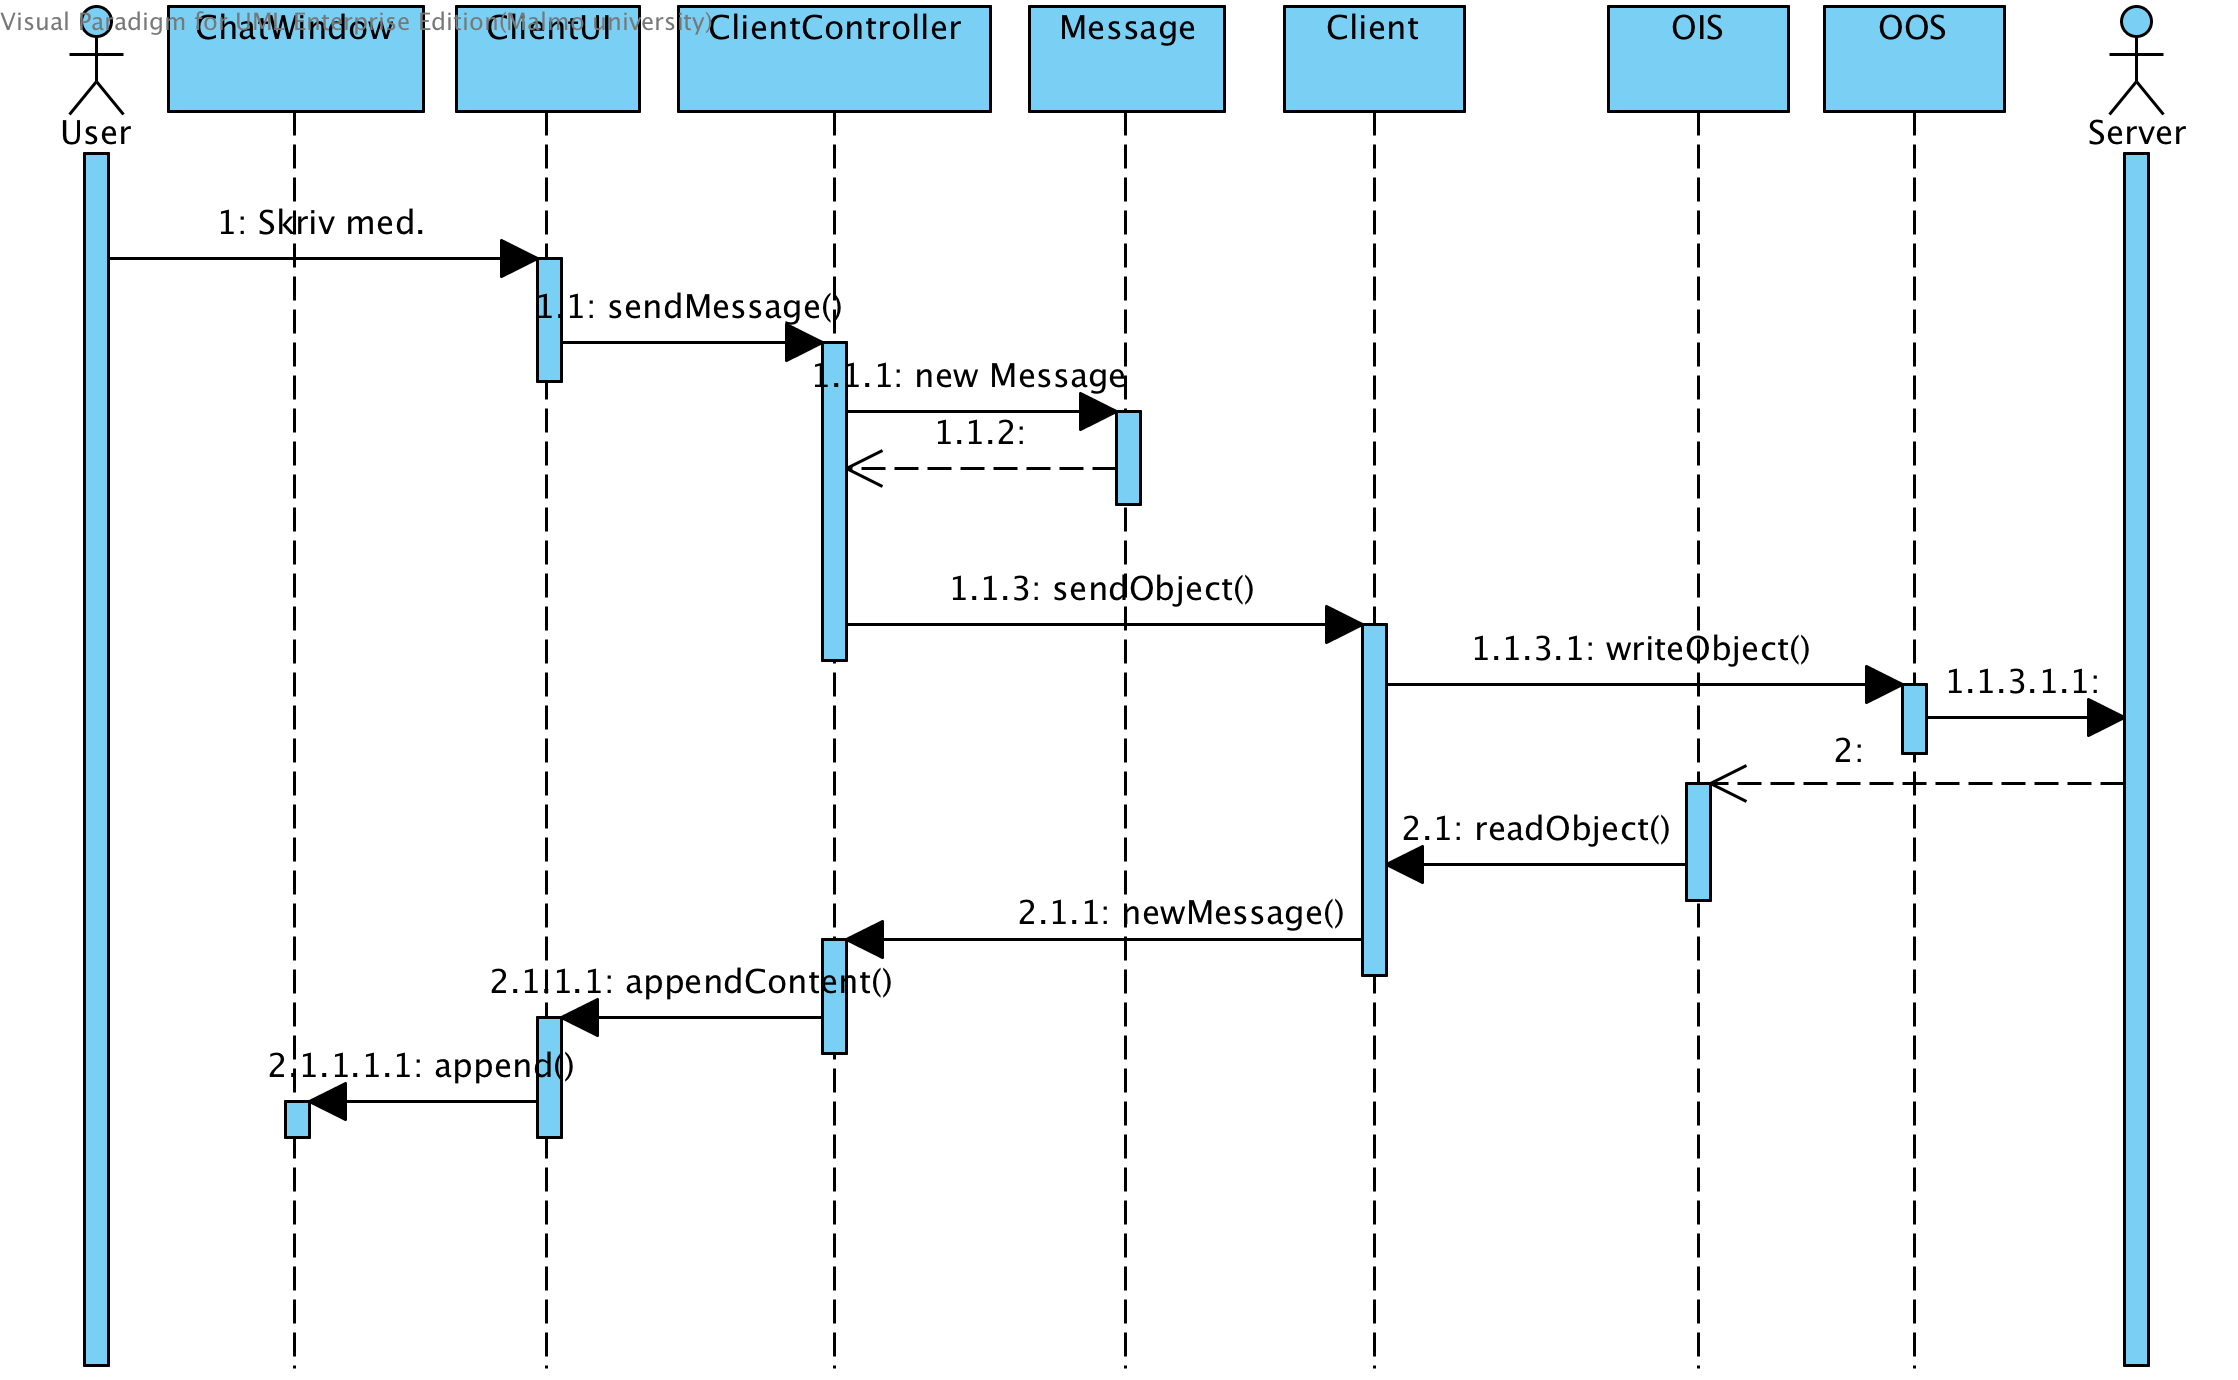 Visual Paradigm for UML Enterprise Edition(Malmo university)
ChatWindow
ClientUI
ClientController
Message
Client
OIS
OOS
User
Server
1: Skriv med.
1.1: sendMessage()
1.1.1: new Message
1.1.2:
1.1.3: sendObject()
1.1.3.1: writeObject()
1.1.3.1.1:
2:
2.1: readObject()
2.1.1: newMessage()
2.1.1.1: appendContent()
2.1.1.1.1: append()